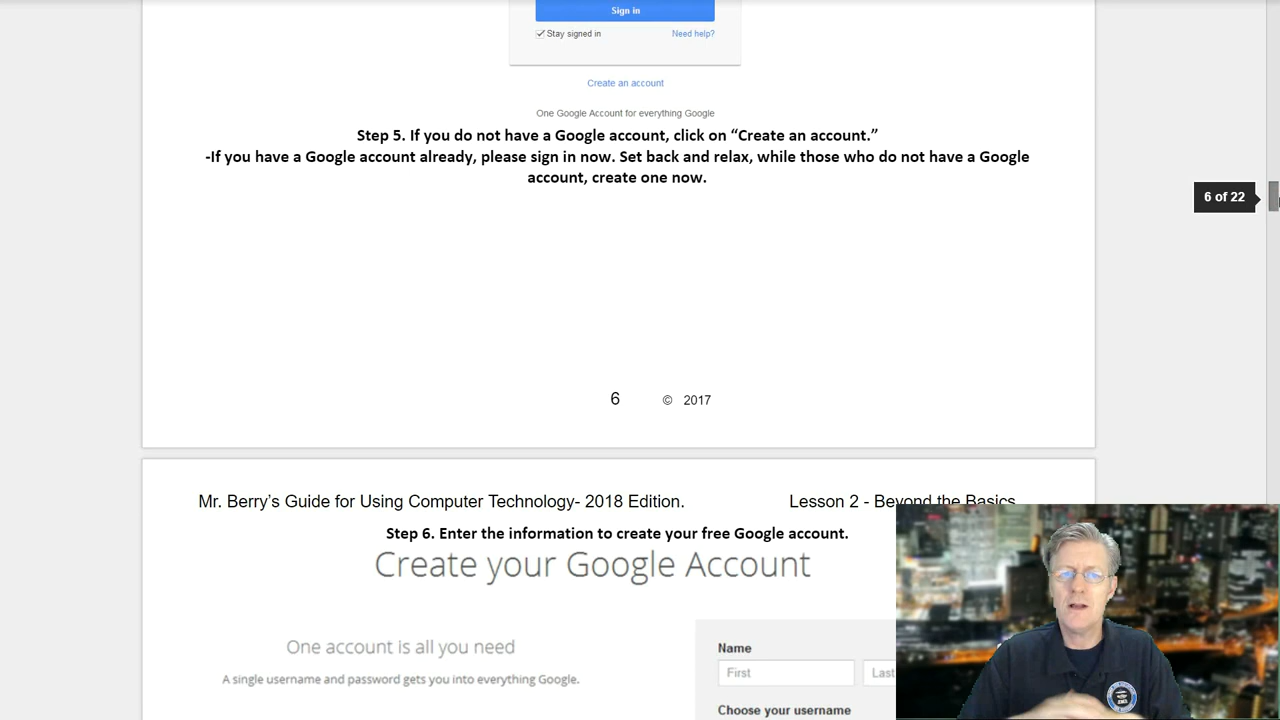 Sign in
Stay signed in Need help?
Create an account
One Google Account for everything Google
Step 5. If you do not have a Google account, click on “Create an account.”
-If you have a Google account already, please sign in now. Set back and relax, while those who do not have a Google
account, create one now.
6 of 22
6 © 2017
Mr. Berry’s Guide for Using Computer Technology- 2018 Edition. Lesson 2 - Beyond the Basics
Step 6. Enter the information to create your free Google account.
Create your Google Account
One account is all you need
A single username and password gets you into everything Google.
Name
First Last
Choose your username